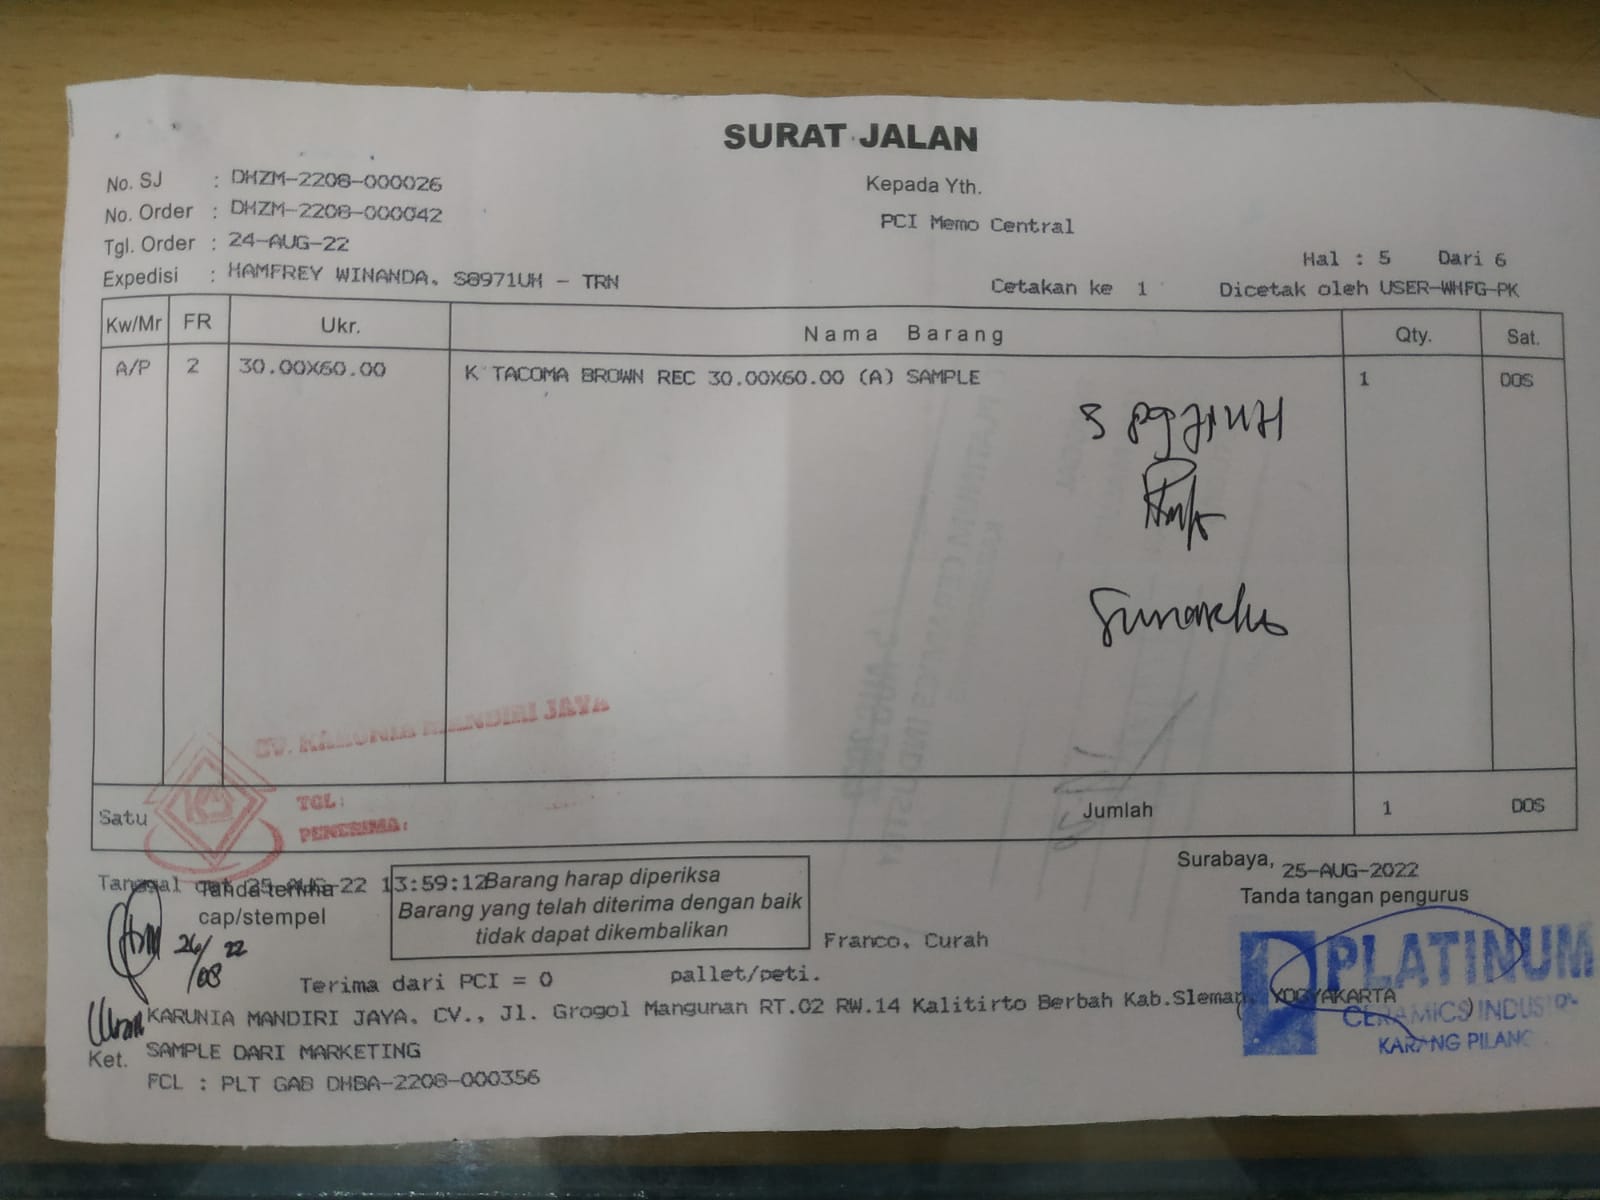 SURAT JALAN
No. SJ : DHZM-2208-000026
No. Order : DHZM-2208-000042
Tgl. Order : 24-AUG-22
Expedisi : HAMFREY WINANDA. S8971UH - TRN
Kepada Yth.
PCI Memo Central
Hal : 5 Dari 6
Cetakan ke 1 Dicetak oleh USER-WHFG-PK
Kw/Mr FR Ukr. Nama Barang Qty. Sat.
A/P 2 30.00X60.00 K TACOMA BROWN REC 30.00X60.00 (A) SAMPLE 1 DOS
CV. KARUNIA MANDIRI JAYA
TGL:
PENERIMA:
Satu Jumlah 1 DOS
Tanggal cet 25-AUG-22 13:59:12
Tanda terima
cap/stempel
26/08 22
Barang harap diperiksa
Barang yang telah diterima dengan baik
tidak dapat dikembalikan
Surabaya, 25-AUG-2022
Tanda tangan pengurus
Franco. Curah
PLATINUM
CERAMICS INDUSTRY
KARANG PILANG
Terima dari PCI = 0 pallet/peti.
KARUNIA MANDIRI JAYA. CV., Jl. Grogol Mangunan RT.02 RW.14 Kalitirto Berbah Kab.Sleman, YOGYAKARTA
Ket. SAMPLE DARI MARKETING
FCL : PLT GAB DHBA-2208-000356